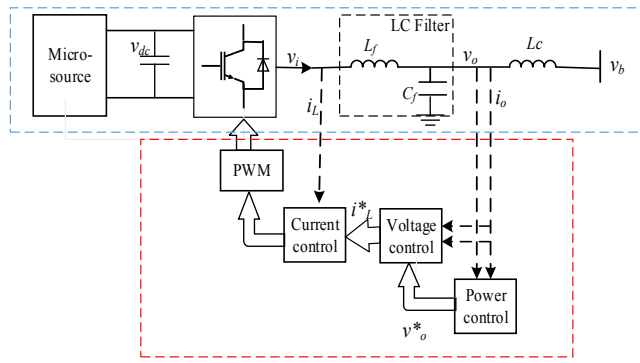 LC Filter
Micro-
source
v_dc
v_i
L_f
v_o
Lc
v_b
C_f
i_L
i_o
PWM
i*_L
Current
control
Voltage
control
Power
control
v*_o